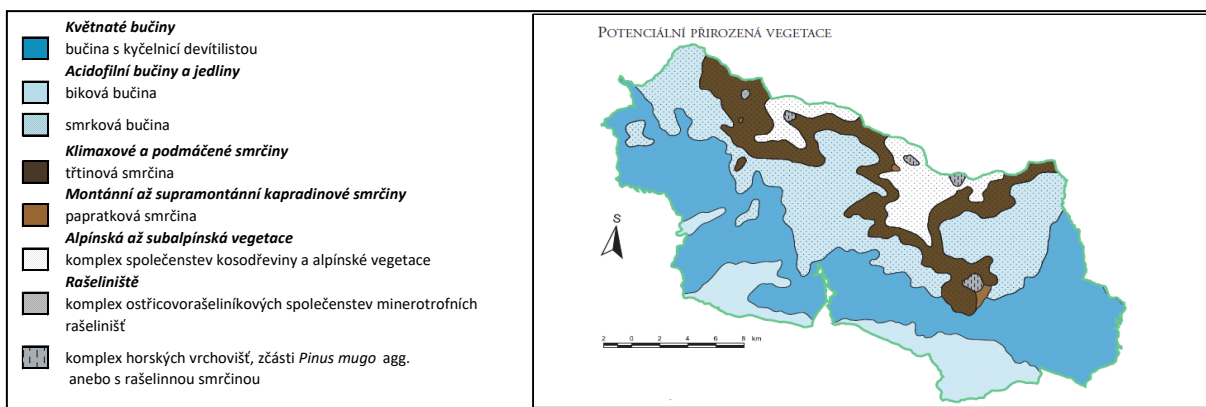 Květnaté bučiny
bučina s kyčelnicí devítilistou
Acidofilní bučiny a jedliny
biková bučina
smrková bučina
Klimaxové a podmáčené smrčiny
třtinová smrčina
Montánní až supramontánní kapradinové smrčiny
papratková smrčina
Alpínská až subalpínská vegetace
komplex společenstev kosodřeviny a alpínské vegetace
Rašeliniště
komplex ostřicovorašeliníkových společenstev minerotrofních
rašelinišť
komplex horských vrchovišť, zčásti Pinus mugo agg.
anebo s rašelinnou smrčinou
Potenciální přirozená vegetace
S
2 0 2 4 6 8 km